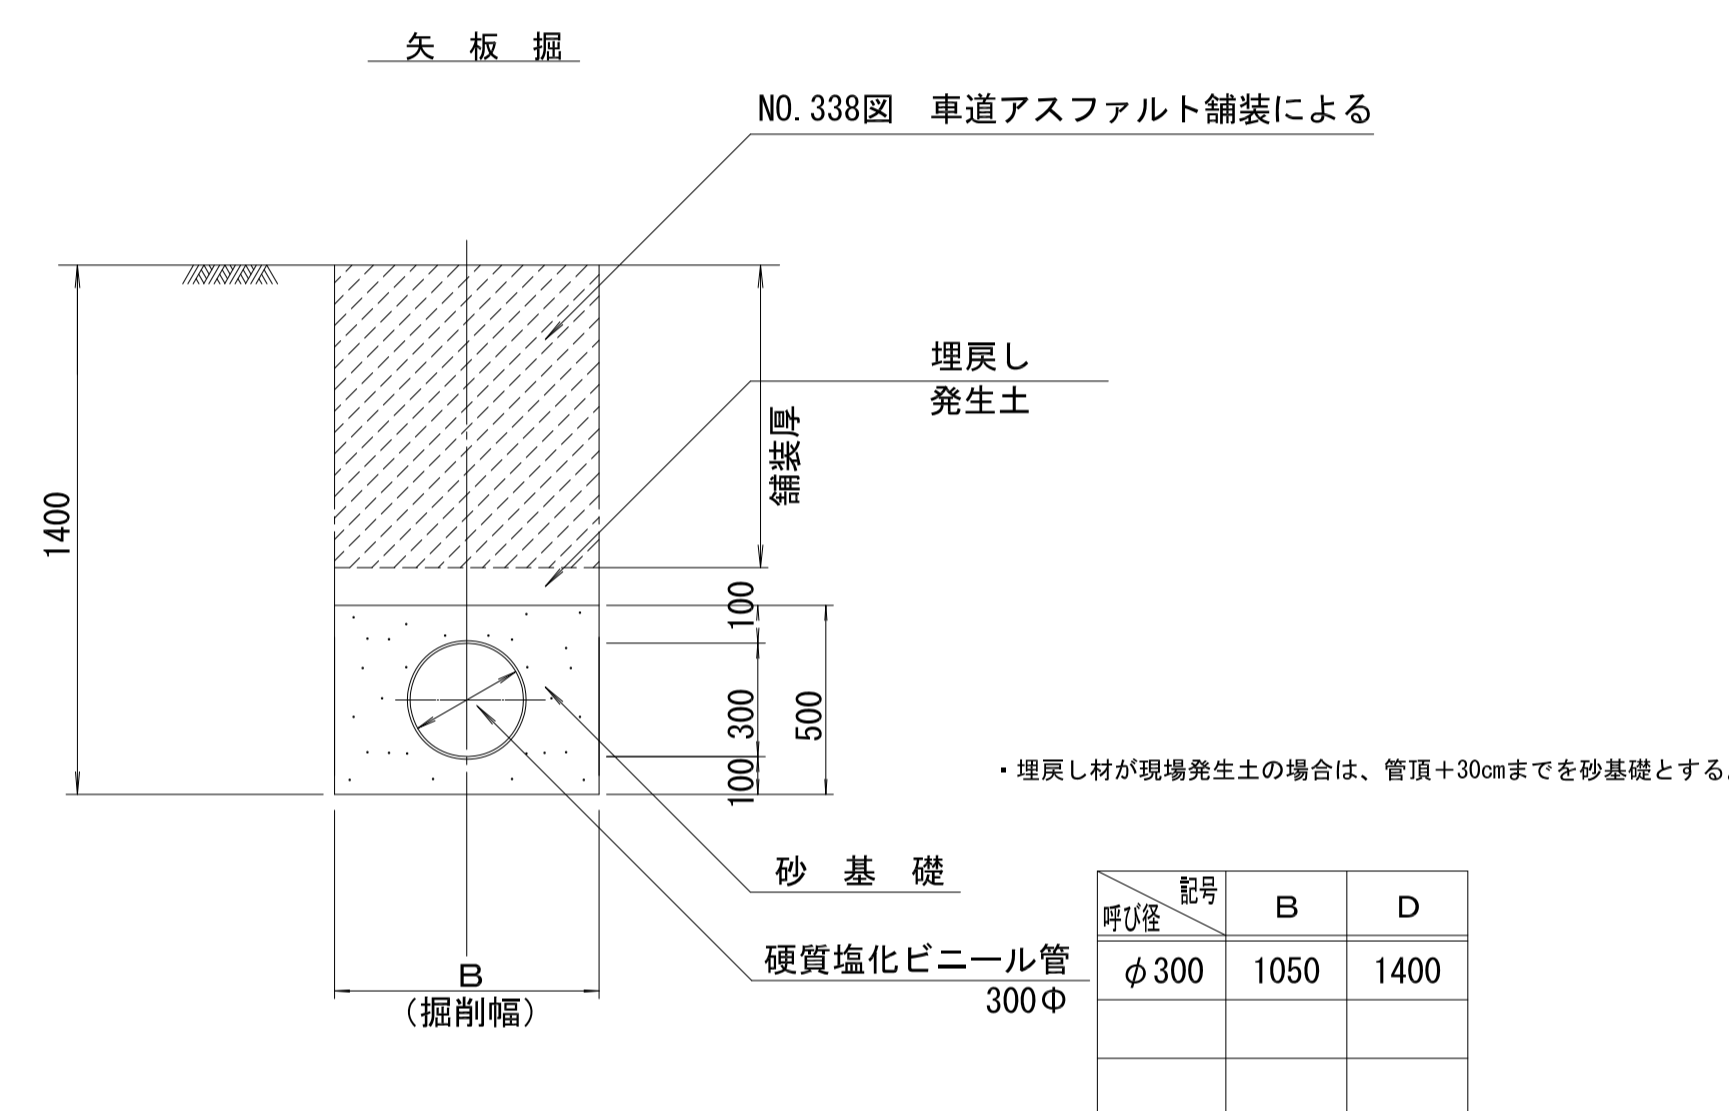 矢 板 掘
NO.338図 車道アスファルト舗装による
埋戻し
発生土
舗装厚
1400
100
300
500
100
・埋戻し材が現場発生土の場合は、管頂＋30cmまでを砂基礎とする。
砂 基 礎
硬質塩化ビニール管
300Φ
B
（掘削幅）
記号
呼び径
B D
φ300 1050 1400